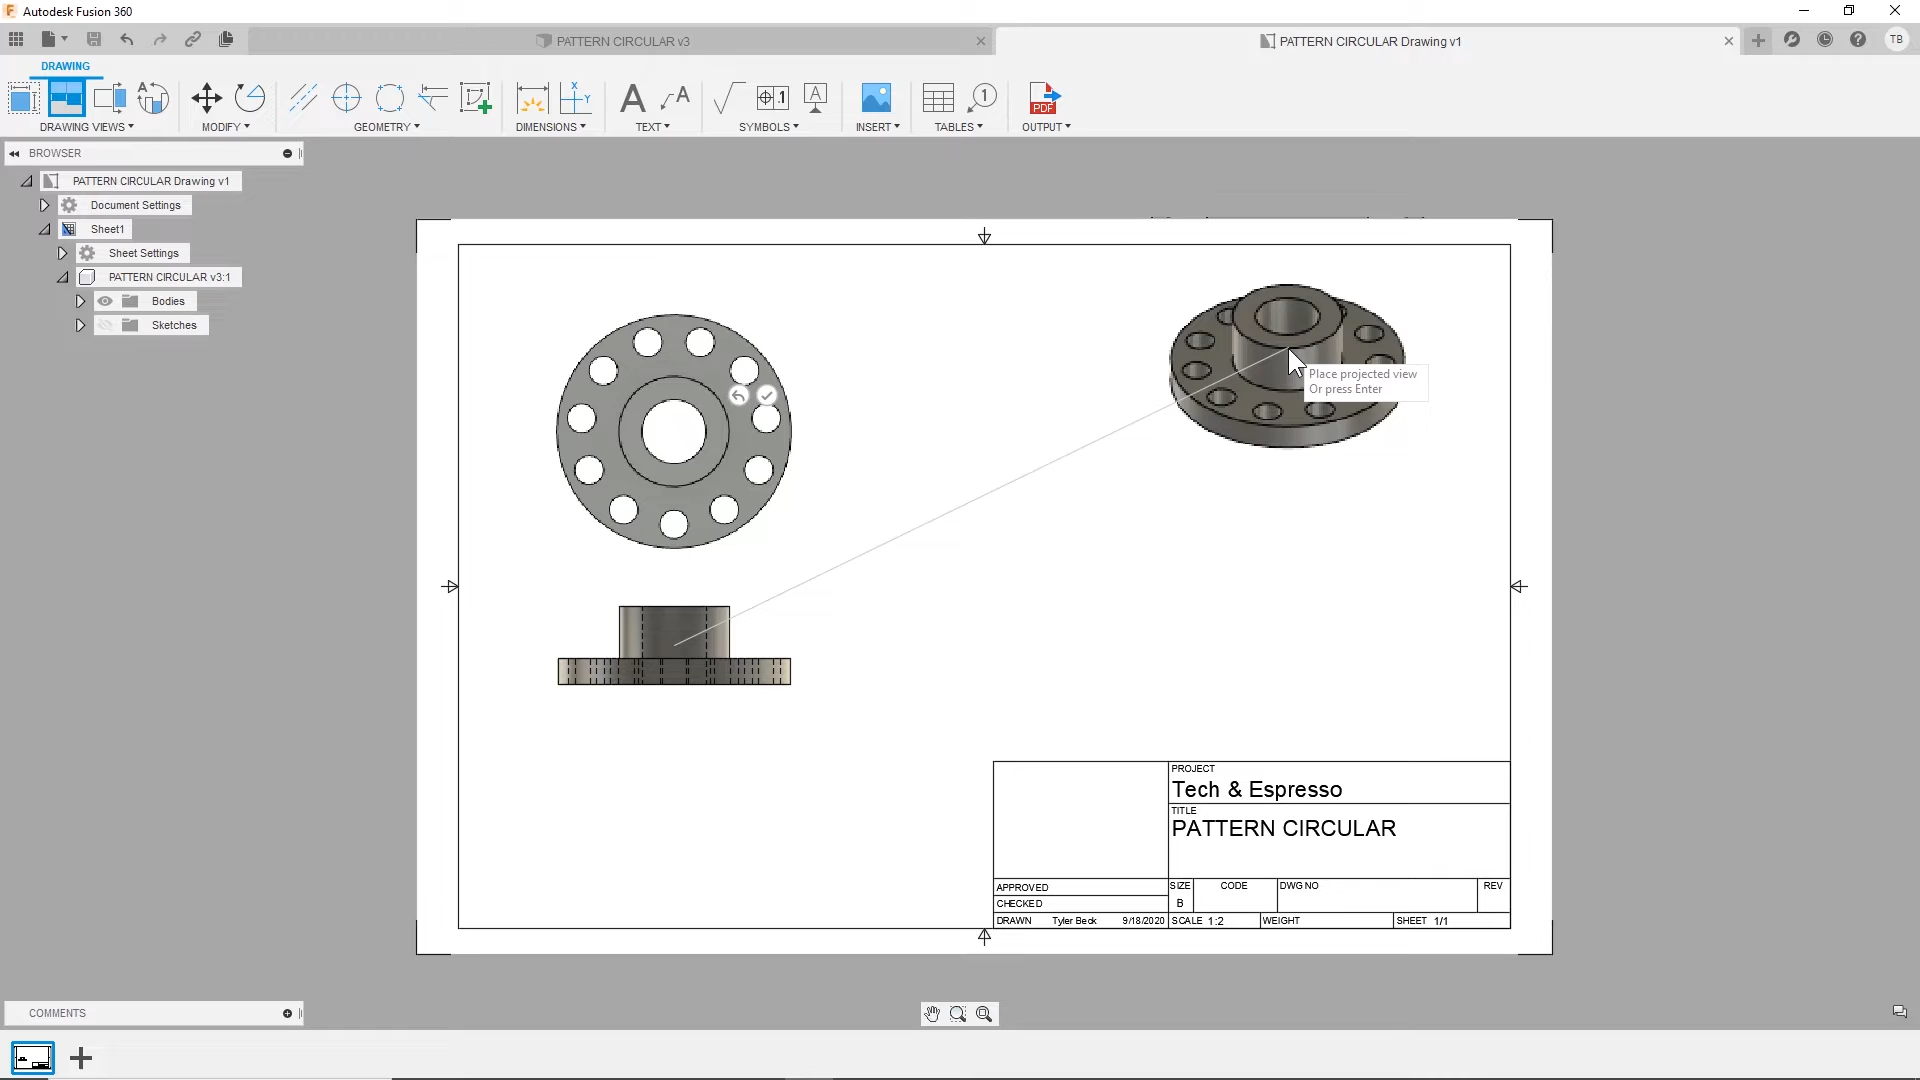 Autodesk Fusion 360
PATTERN CIRCULAR v3
PATTERN CIRCULAR Drawing v1
TB
DRAWING
DRAWING VIEWS
MODIFY
GEOMETRY
DIMENSIONS
TEXT
SYMBOLS
INSERT
TABLES
OUTPUT
BROWSER
PATTERN CIRCULAR Drawing v1
Document Settings
Sheet1
Sheet Settings
PATTERN CIRCULAR v3:1
Bodies
Sketches
Place projected view
Or press Enter
PROJECT
Tech & Espresso
TITLE
PATTERN CIRCULAR
APPROVED
SIZE CODE DWG NO REV
CHECKED B
DRAWN Tyler Beck 9/18/2020 SCALE 1:2 WEIGHT SHEET 1/1
COMMENTS